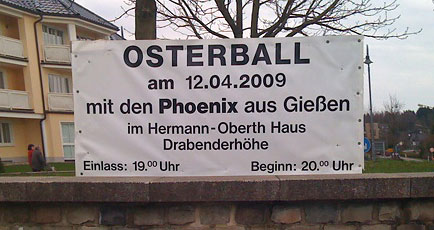 OSTERBALL
am 12.04.2009
mit den Phoenix aus Gießen
im Hermann-Oberth Haus
Drabenderhöhe
Einlass: 19.00 Uhr Beginn: 20.00 Uhr